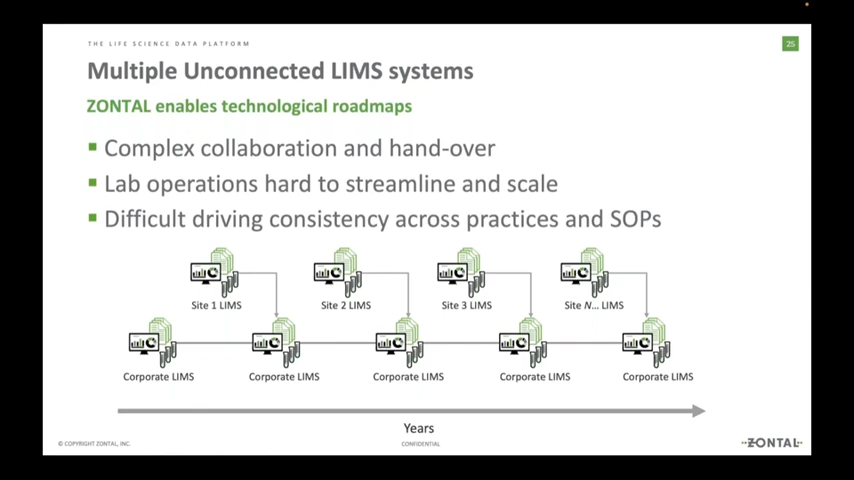 THE LIFE SCIENCE DATA PLATFORM
25
Multiple Unconnected LIMS systems
ZONTAL enables technological roadmaps
Complex collaboration and hand-over
Lab operations hard to streamline and scale
Difficult driving consistency across practices and SOPs
Site 1 LIMS
Site 2 LIMS
Site 3 LIMS
Site N... LIMS
Corporate LIMS
Corporate LIMS
Corporate LIMS
Corporate LIMS
Corporate LIMS
Years
© COPYRIGHT ZONTAL, INC.
CONFIDENTIAL
ZONTAL